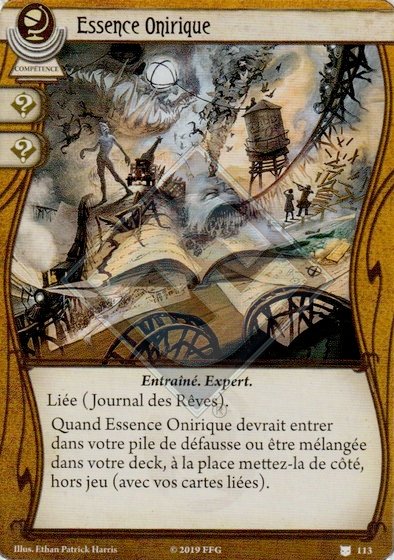 Essence Onirique
COMPÉTENCE
?
?
Entraîné. Expert.
Liée (Journal des Rêves).
Quand Essence Onirique devrait entrer
dans votre pile de défausse ou être mélangée
dans votre deck, à la place mettez-la de côté,
hors jeu (avec vos cartes liées).
Illus. Ethan Patrick Harris © 2019 FFG 113